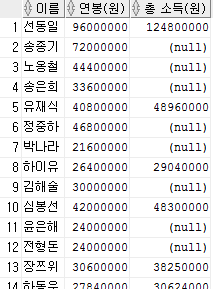 이름 연봉(원) 총 소득(원)
1 선동일 96000000 124800000
2 송중기 72000000 (null)
3 노옹철 44400000 (null)
4 송은희 33600000 (null)
5 유재식 40800000 48960000
6 정중하 46800000 (null)
7 박나라 21600000 (null)
8 하이유 26400000 29040000
9 김해술 30000000 (null)
10 심봉선 42000000 48300000
11 윤은해 24000000 (null)
12 전형돈 24000000 (null)
13 장쯔위 30600000 38250000
14 하동운 27840000 30624000